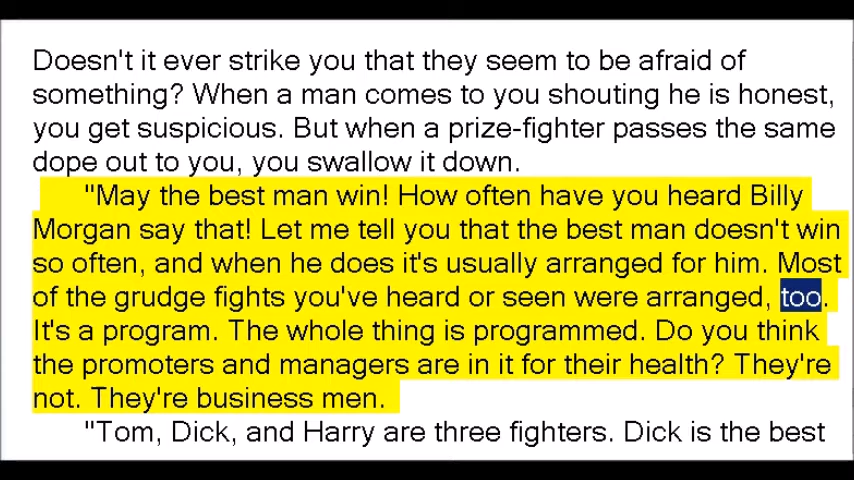 Doesn't it ever strike you that they seem to be afraid of
something? When a man comes to you shouting he is honest,
you get suspicious. But when a prize-fighter passes the same
dope out to you, you swallow it down.
"May the best man win! How often have you heard Billy
Morgan say that! Let me tell you that the best man doesn't win
so often, and when he does it's usually arranged for him. Most
of the grudge fights you've heard or seen were arranged, too.
It's a program. The whole thing is programmed. Do you think
the promoters and managers are in it for their health? They're
not. They're business men.
"Tom, Dick, and Harry are three fighters. Dick is the best